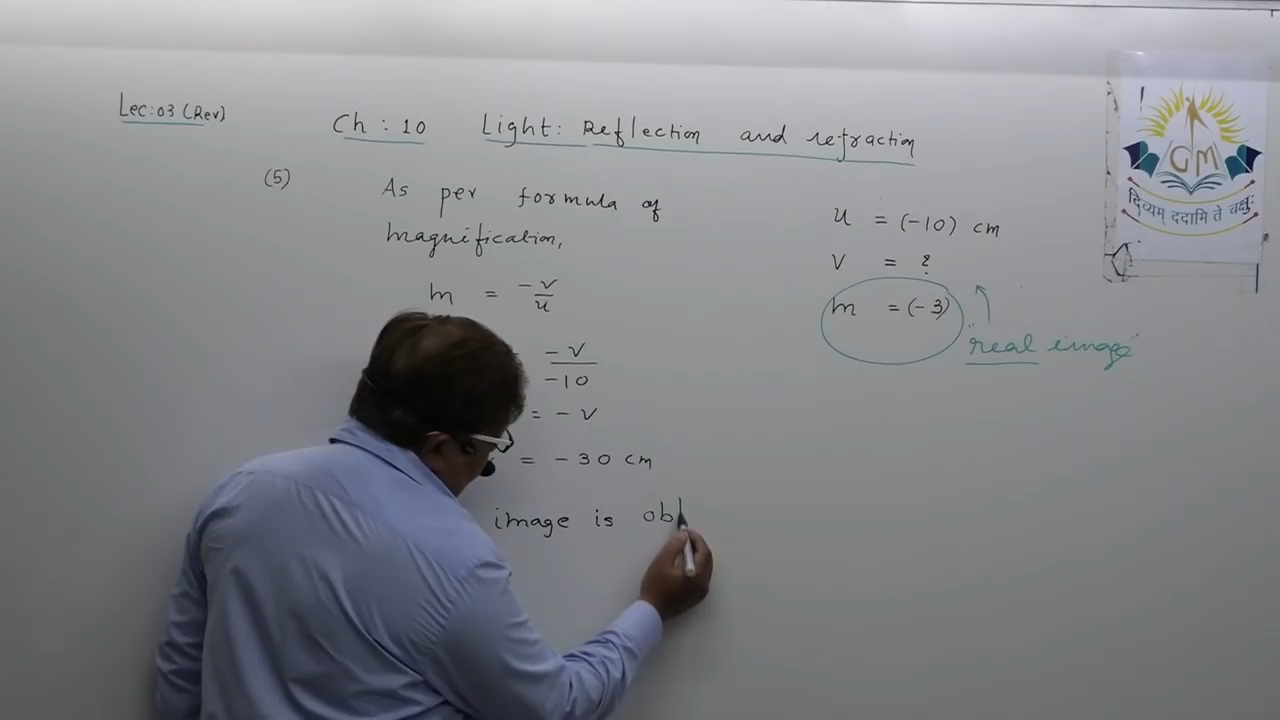 Lec:03 (Rev)
Ch : 10 Light: Reflection and refraction
(5) As per formula of
magnification,
m = -v/u
-v/-10
= -v
= -30 cm
image is ob
u = (-10) cm
v = ?
m = (-3)
"real image"
GM
दिव्यम् ददामि ते चक्षुः